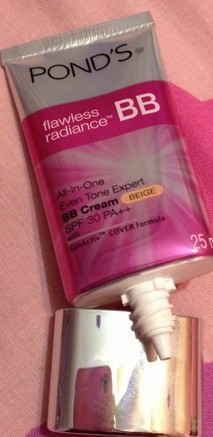 POND'S
flawless
radiance™ BB
All-In-One
Even Tone Expert
BB Cream BEIGE
SPF 30 PA++
COVER Formula
25